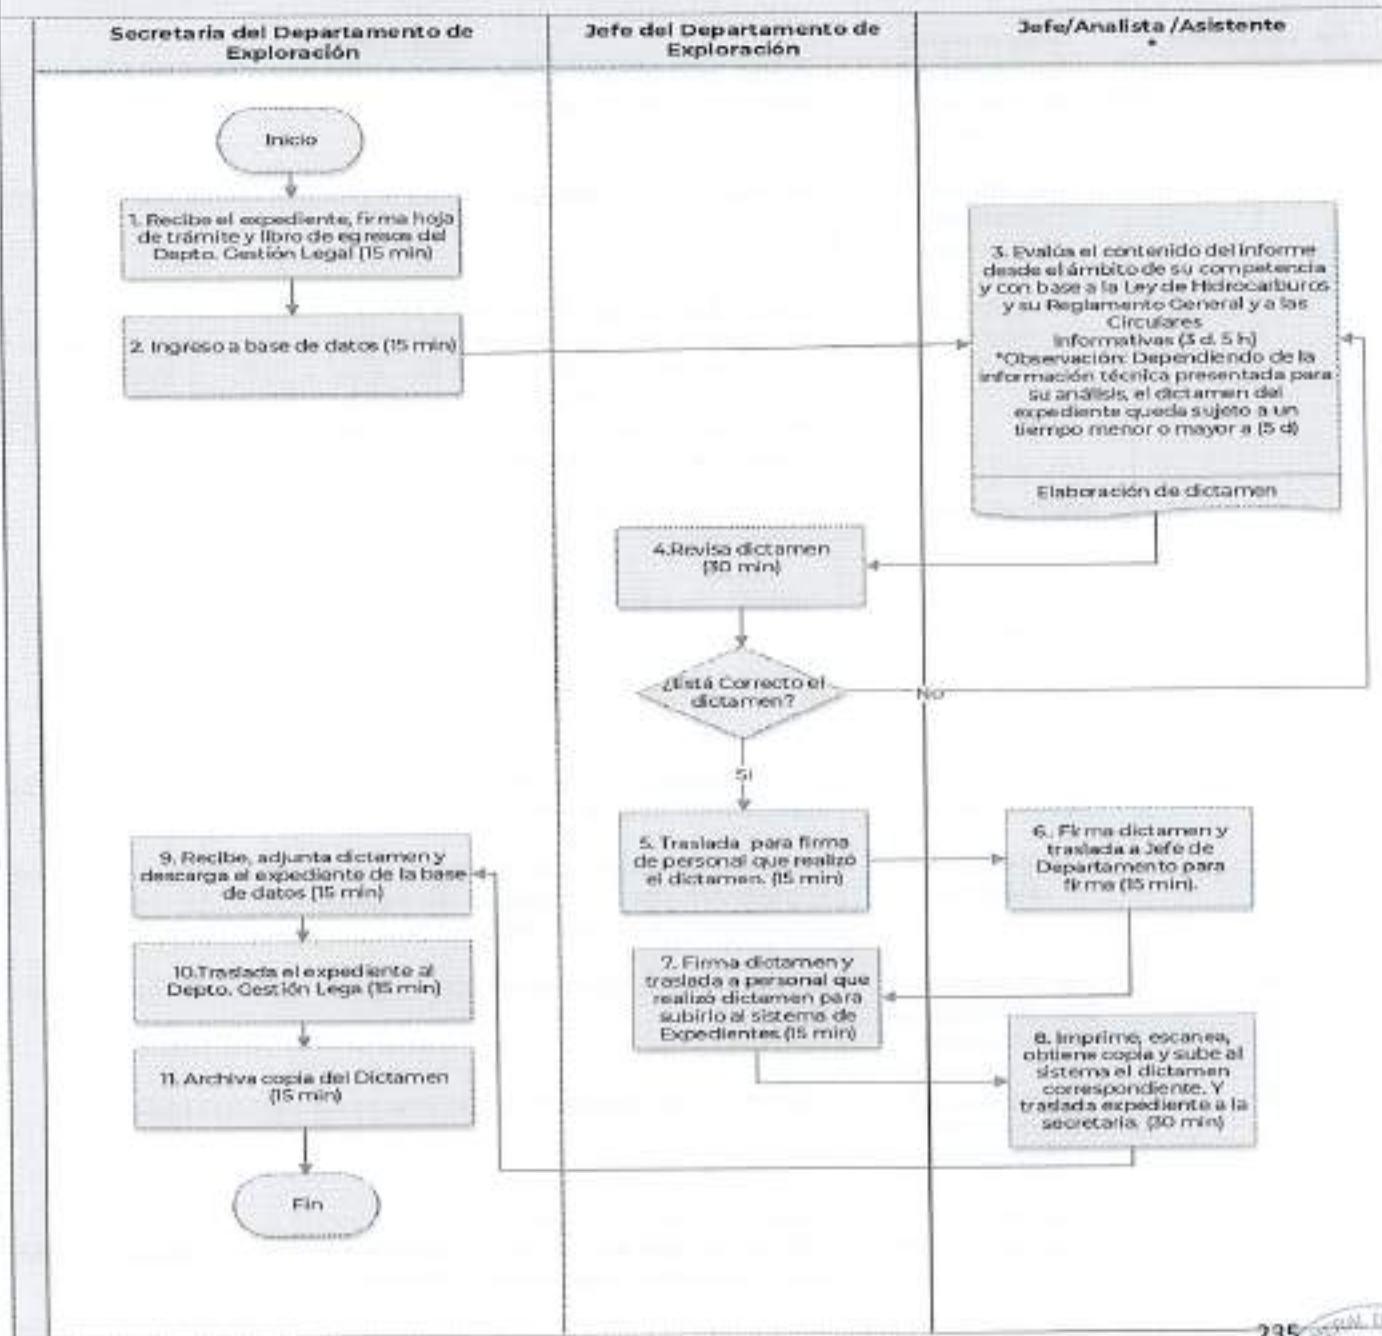 Secretaria del Departamento de
Exploración
Jefe del Departamento de
Exploración
Jefe/Analista /Asistente
*
Inicio
1. Recibe el expediente, firma hoja
de trámite y libro de egresos del
Depto. Gestión Legal (15 min)
2. Ingreso a base de datos (15 min)
3. Evalúa el contenido del informe
desde el ámbito de su competencia
y con base a la Ley de Hidrocarburos
y su Reglamento General y a las
Circulares
Informativas (3 d. 5 h)
*Observación: Dependiendo de la
información técnica presentada para
su análisis, el dictamen del
expediente queda sujeto a un
tiempo menor o mayor a (5 d)
Elaboración de dictamen
4.Revisa dictamen
(30 min)
¿Está Correcto el
dictamen?
No
Si
5. Traslada para firma
de personal que realizó
el dictamen. (15 min)
6. Firma dictamen y
traslada a Jefe de
Departamento para
firma (15 min).
7. Firma dictamen y
traslada a personal que
realizó dictamen para
subirlo al sistema de
Expedientes (15 min)
8. Imprime, escanea,
obtiene copia y sube al
sistema el dictamen
correspondiente. Y
traslada expediente a la
secretaria. (30 min)
9. Recibe, adjunta dictamen y
descarga el expediente de la base
de datos (15 min)
10.Traslada el expediente al
Depto. Gestión Lega (15 min)
11. Archiva copia del Dictamen
(15 min)
Fin
235